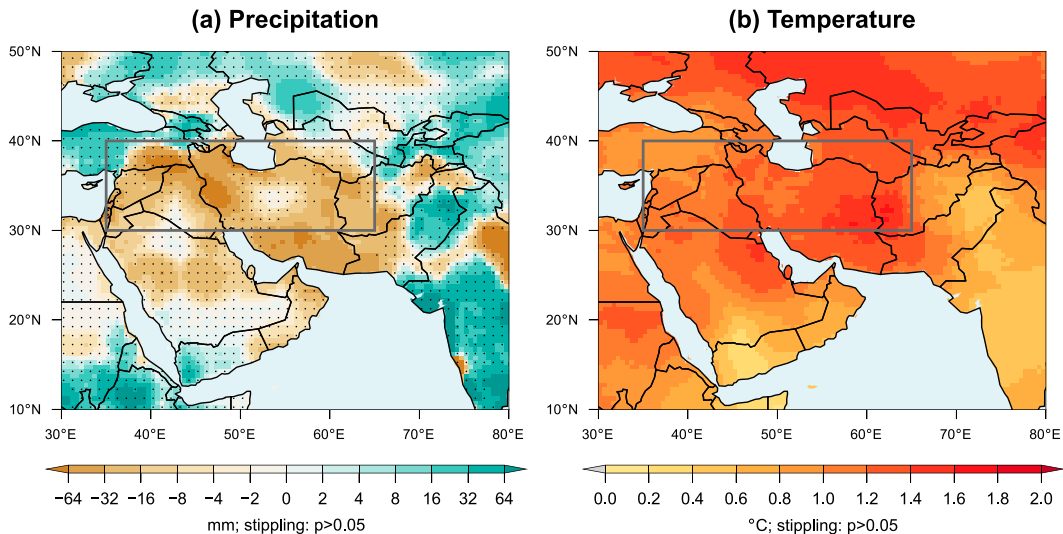 (a) Precipitation
(b) Temperature
50°N
40°N
30°N
20°N
10°N
30°E 40°E 50°E 60°E 70°E 80°E
50°N
40°N
30°N
20°N
10°N
30°E 40°E 50°E 60°E 70°E 80°E
−64 −32 −16 −8 −4 −2 0 2 4 8 16 32 64
mm; stippling: p>0.05
0.0 0.2 0.4 0.6 0.8 1.0 1.2 1.4 1.6 1.8 2.0
°C; stippling: p>0.05